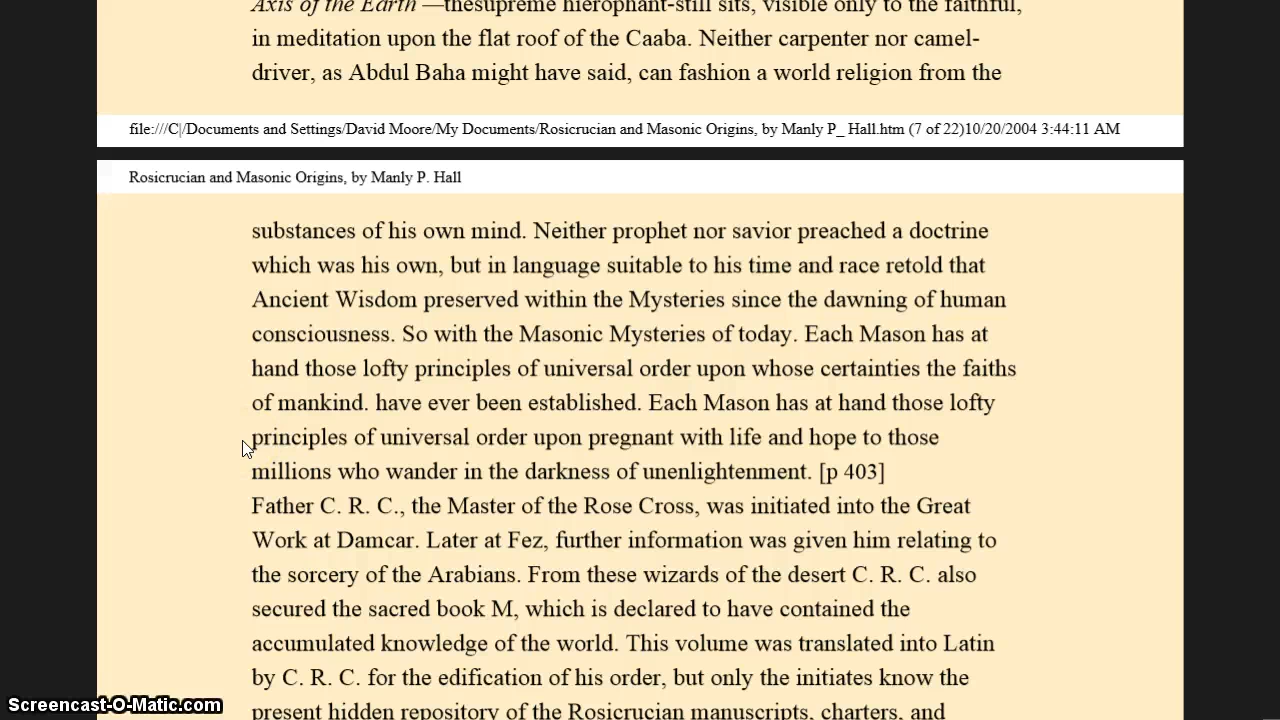 Axis of the Earth —thesupreme hierophant-still sits, visible only to the faithful,
in meditation upon the flat roof of the Caaba. Neither carpenter nor camel-
driver, as Abdul Baha might have said, can fashion a world religion from the
file:///C|/Documents and Settings/David Moore/My Documents/Rosicrucian and Masonic Origins, by Manly P_ Hall.htm (7 of 22)10/20/2004 3:44:11 AM
Rosicrucian and Masonic Origins, by Manly P. Hall
substances of his own mind. Neither prophet nor savior preached a doctrine
which was his own, but in language suitable to his time and race retold that
Ancient Wisdom preserved within the Mysteries since the dawning of human
consciousness. So with the Masonic Mysteries of today. Each Mason has at
hand those lofty principles of universal order upon whose certainties the faiths
of mankind. have ever been established. Each Mason has at hand those lofty
principles of universal order upon pregnant with life and hope to those
millions who wander in the darkness of unenlightenment. [p 403]
Father C. R. C., the Master of the Rose Cross, was initiated into the Great
Work at Damcar. Later at Fez, further information was given him relating to
the sorcery of the Arabians. From these wizards of the desert C. R. C. also
secured the sacred book M, which is declared to have contained the
accumulated knowledge of the world. This volume was translated into Latin
by C. R. C. for the edification of his order, but only the initiates know the
present hidden repository of the Rosicrucian manuscripts, charters, and
Screencast-O-Matic.com